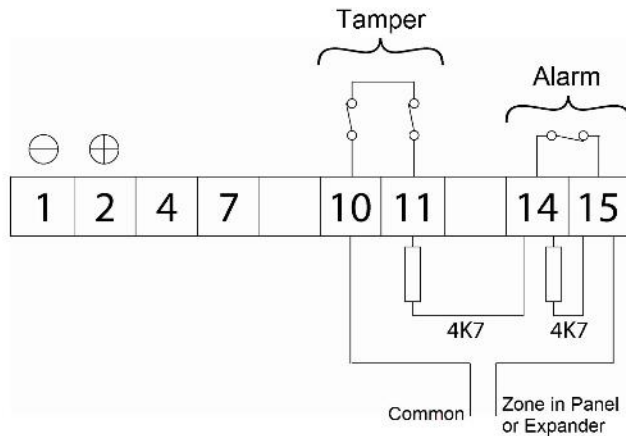 Tamper
Alarm
⊖ ⊕
1 2 4 7 10 11 14 15
4K7 4K7
Common
Zone in Panel
or Expander